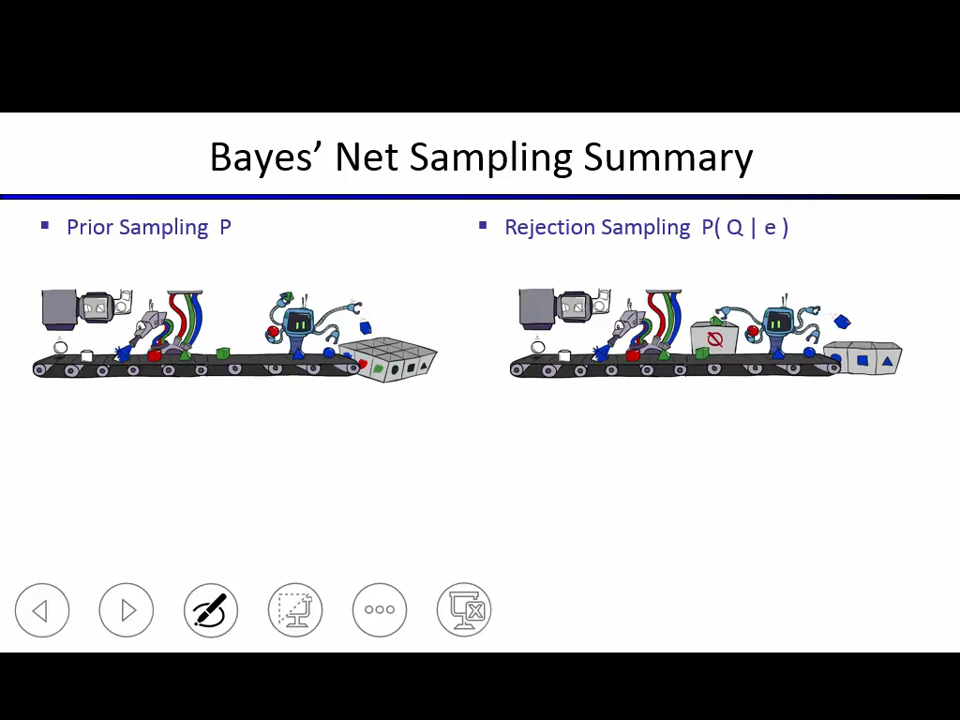 Bayes’ Net Sampling Summary
▪ Prior Sampling P
▪ Rejection Sampling P( Q | e )